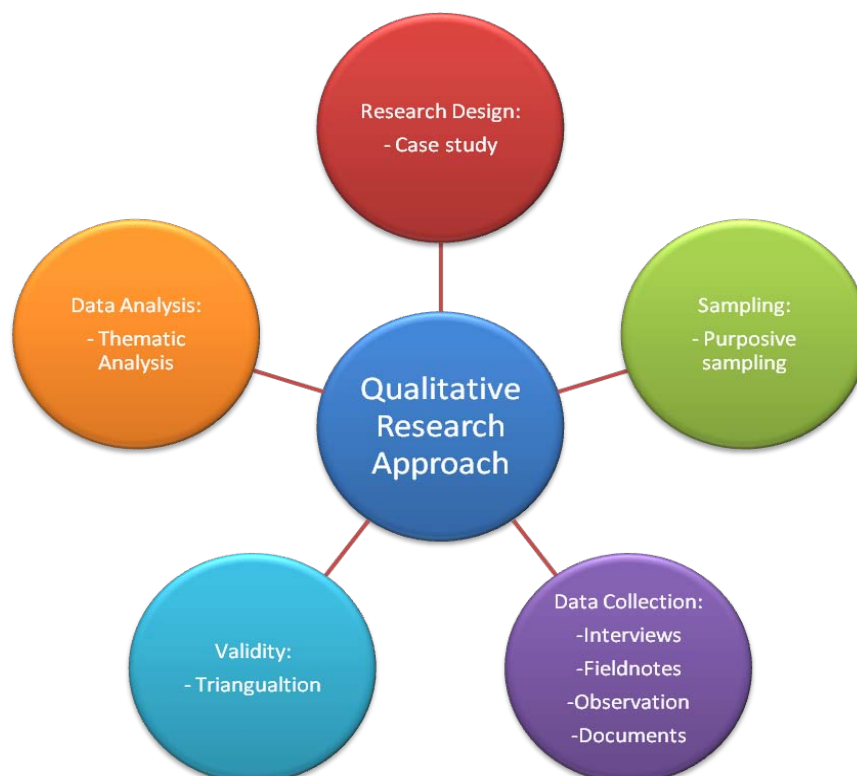 Research Design:
- Case study
Data Analysis:
- Thematic
Analysis
Sampling:
- Purposive
sampling
Qualitative
Research
Approach
Validity:
- Triangualtion
Data Collection:
-Interviews
-Fieldnotes
-Observation
-Documents